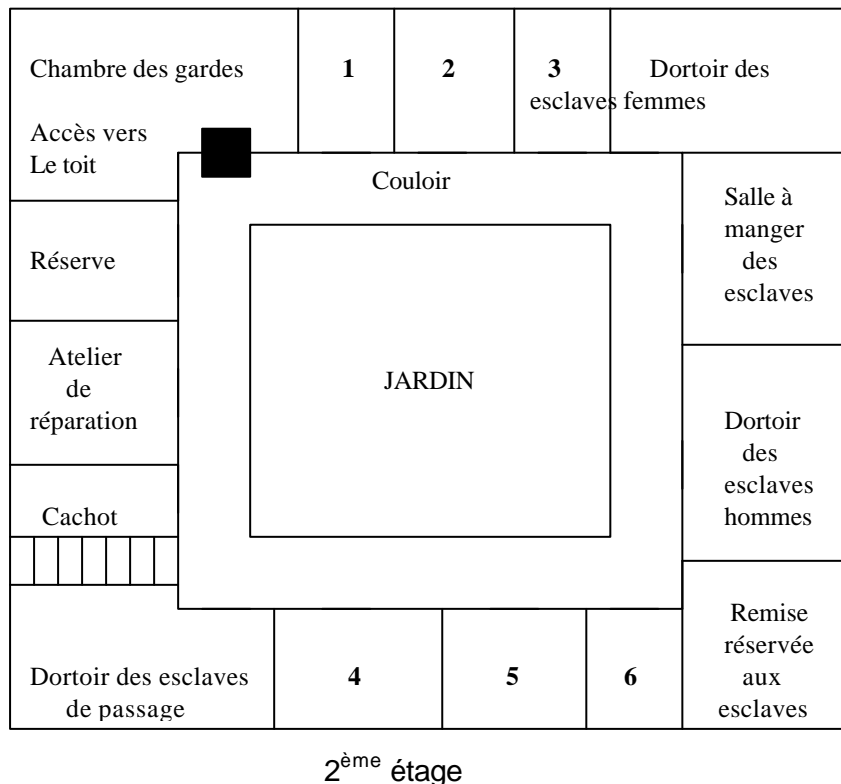 Chambre des gardes
1
2
3
Dortoir des
esclaves femmes
Accès vers
Le toit
Couloir
Salle à
manger
des
esclaves
Réserve
Atelier
de
réparation
JARDIN
Dortoir
des
esclaves
hommes
Cachot
Dortoir des esclaves
de passage
4
5
6
Remise
réservée
aux
esclaves
2ème étage